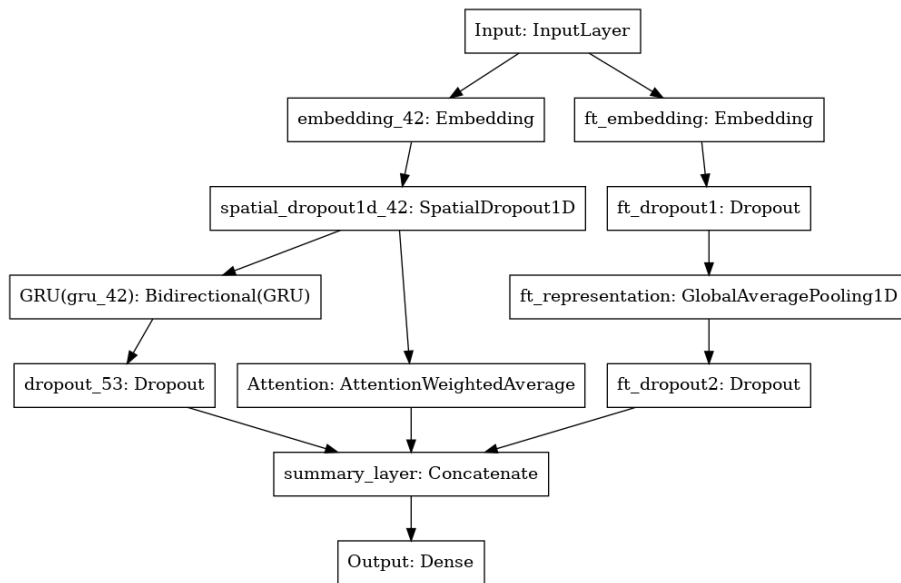 Input: InputLayer
embedding_42: Embedding
ft_embedding: Embedding
spatial_dropout1d_42: SpatialDropout1D
ft_dropout1: Dropout
GRU(gru_42): Bidirectional(GRU)
ft_representation: GlobalAveragePooling1D
dropout_53: Dropout
Attention: AttentionWeightedAverage
ft_dropout2: Dropout
summary_layer: Concatenate
Output: Dense